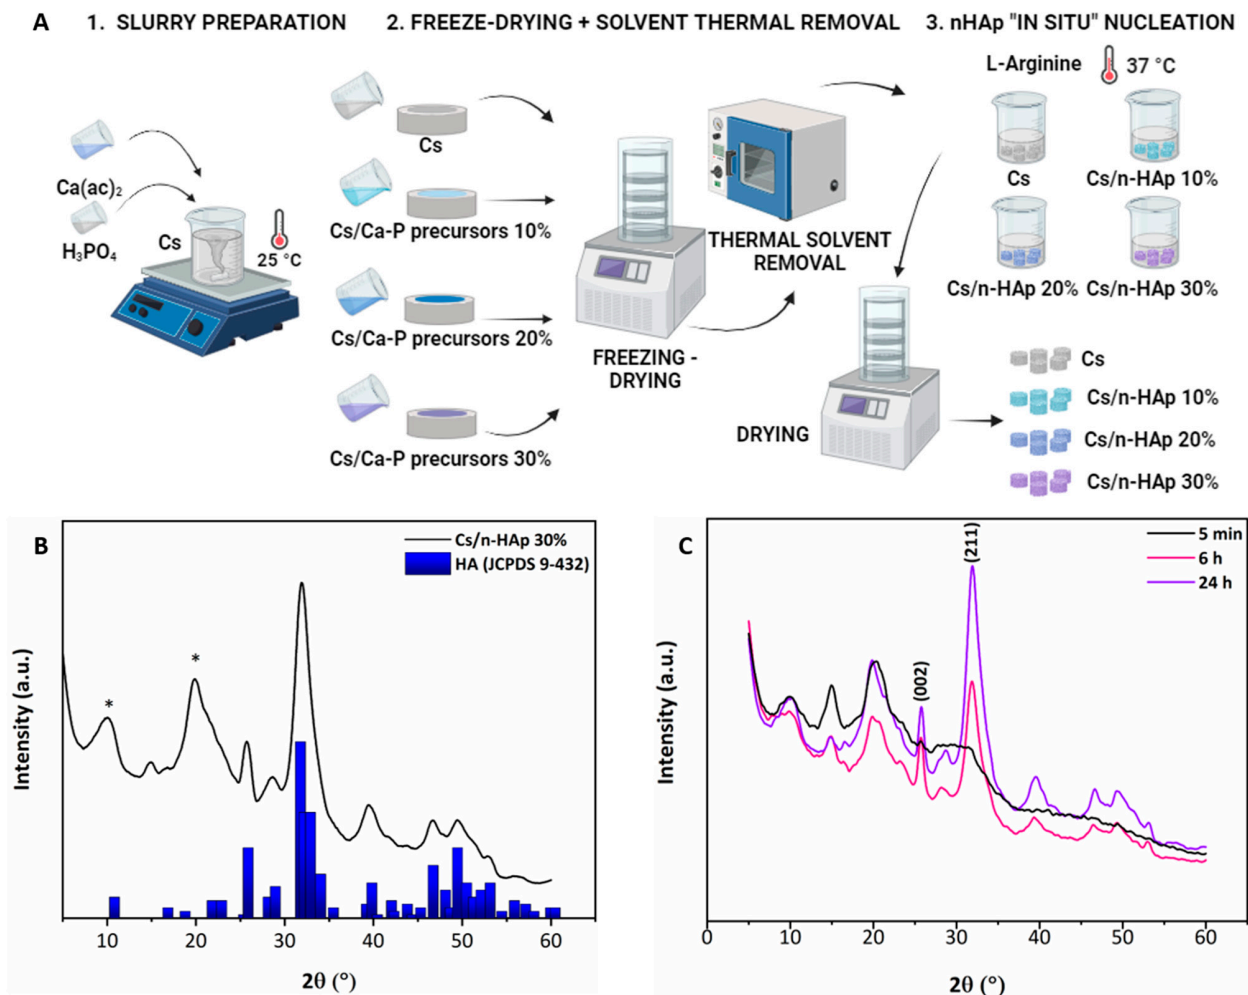 A
1. SLURRY PREPARATION
2. FREEZE-DRYING + SOLVENT THERMAL REMOVAL
3. nHAp "IN SITU" NUCLEATION
Ca(ac)₂
H₃PO₄
Cs
25 °C
Cs
Cs/Ca-P precursors 10%
Cs/Ca-P precursors 20%
Cs/Ca-P precursors 30%
FREEZING -
DRYING
THERMAL SOLVENT
REMOVAL
L-Arginine
37 °C
Cs
Cs/n-HAp 10%
Cs/n-HAp 20%
Cs/n-HAp 30%
DRYING
Cs
Cs/n-HAp 10%
Cs/n-HAp 20%
Cs/n-HAp 30%
B
Cs/n-HAp 30%
HA (JCPDS 9-432)
*
*
Intensity (a.u.)
10 20 30 40 50 60
2θ (°)
C
5 min
6 h
24 h
(002)
(211)
Intensity (a.u.)
0 10 20 30 40 50 60
2θ (°)